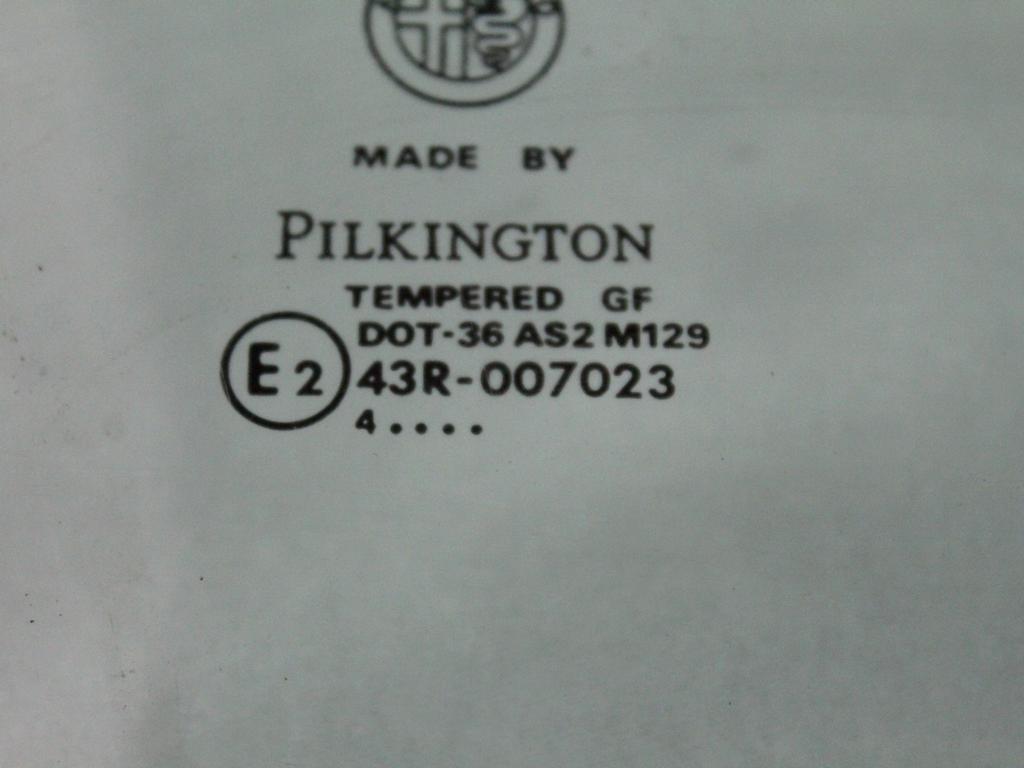 MADE BY
PILKINGTON
TEMPERED GF
DOT-36 AS2 M129
E2 43R-007023
4....